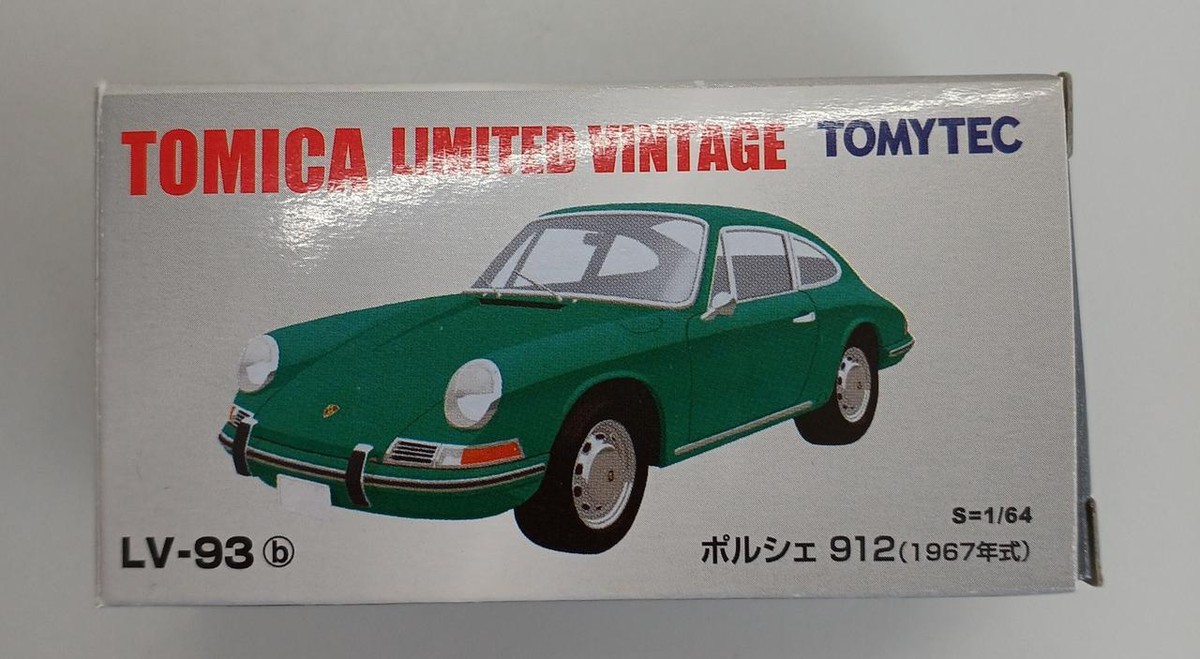 TOMICA LIMITED VINTAGE TOMYTEC
S=1/64
LV-93 ⓑ
ポルシェ 912(1967年式)